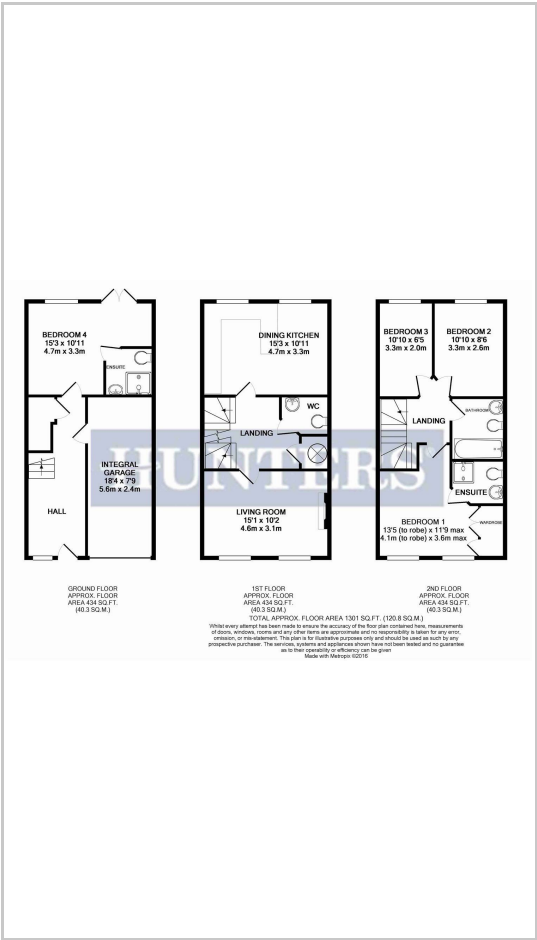 BEDROOM 4
15'3 x 10'11
4.7m x 3.3m
ENSUITE
INTEGRAL
GARAGE
18'4 x 7'9
5.6m x 2.4m
HALL
DINING KITCHEN
15'3 x 10'11
4.7m x 3.3m
WC
LANDING
LIVING ROOM
15'1 x 10'2
4.6m x 3.1m
BEDROOM 3
10'10 x 6'5
3.3m x 2.0m
BEDROOM 2
10'10 x 8'6
3.3m x 2.6m
BATHROOM
LANDING
ENSUITE
BEDROOM 1
13'5 (to robe) x 11'9 max
4.1m (to robe) x 3.6m max
WARDROBE
HUNTERS
GROUND FLOOR
APPROX. FLOOR
AREA 434 SQ.FT.
(40.3 SQ.M.)
1ST FLOOR
APPROX. FLOOR
AREA 434 SQ.FT.
(40.3 SQ.M.)
2ND FLOOR
APPROX. FLOOR
AREA 434 SQ.FT.
(40.3 SQ.M.)
TOTAL APPROX. FLOOR AREA 1301 SQ.FT. (120.8 SQ.M.)
Whilst every attempt has been made to ensure the accuracy of the floor plan contained here, measurements
of doors, windows, rooms and any other items are approximate and no responsibility is taken for any error,
omission, or mis-statement. This plan is for illustrative purposes only and should be used as such by any
prospective purchaser. The services, systems and appliances shown have not been tested and no guarantee
as to their operability or efficiency can be given
Made with Metropix ©2016